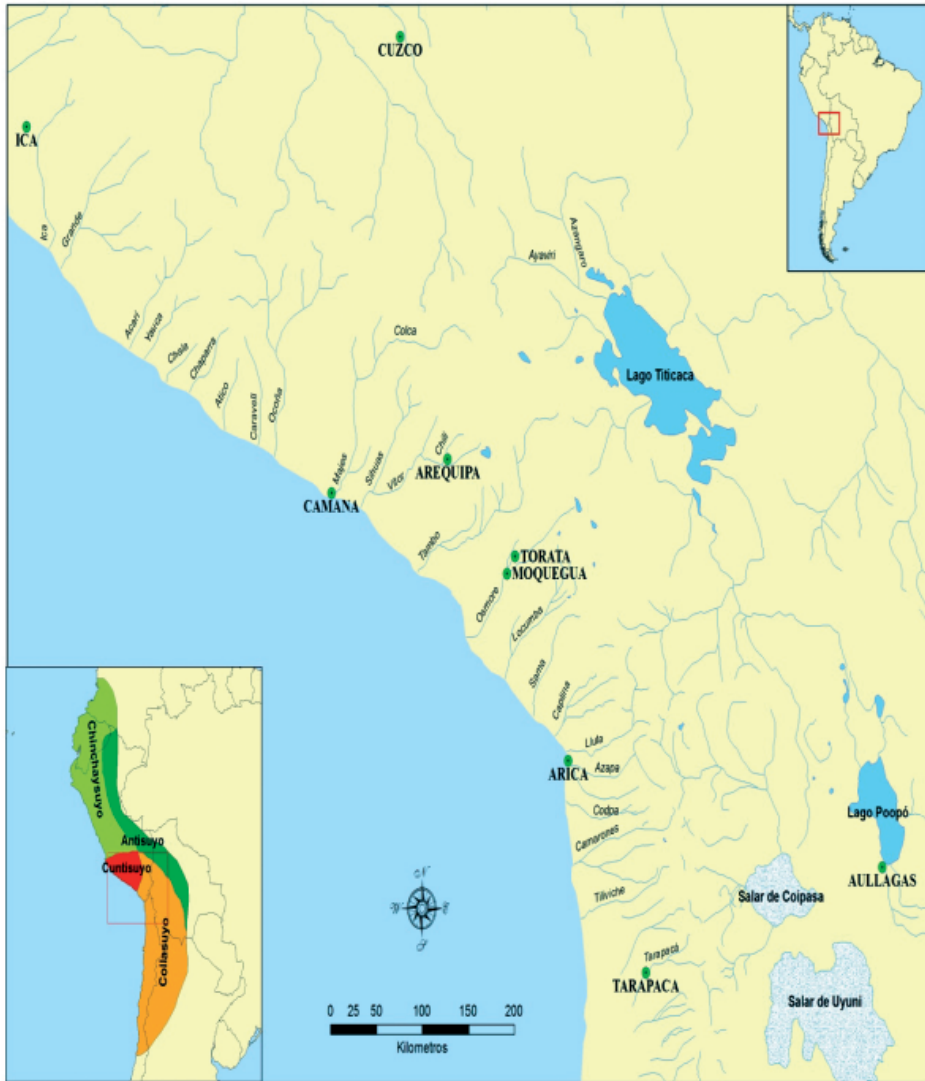 CUZCO
ICA
Ica
Grande
Azangaro
Ayaviri
Acarí
Yauca
Chala
Chaparra
Atico
Caravelí
Ocoña
Colca
Lago Titicaca
Majes
Sihuas
Vitor
Chili
AREQUIPA
CAMANA
Tambo
TORATA
MOQUEGUA
Osmore
Locumba
Sama
Caplina
Lluta
ARICA
Azapa
Codpa
Camarones
Tiliviche
Lago Poopó
AULLAGAS
Salar de Coipasa
Tarapacá
TARAPACA
Salar de Uyuni
Chinchaysuyo
Antisuyo
Cuntisuyo
Collasuyo
0 25 50 100 150 200
Kilometros